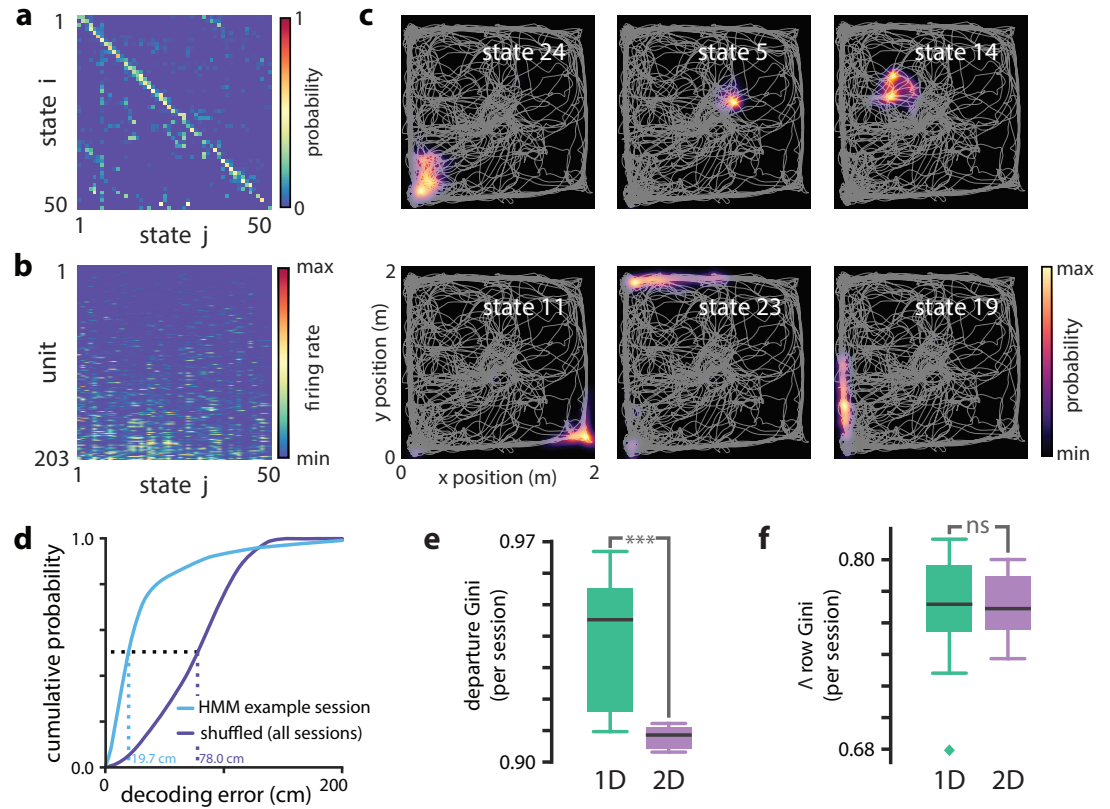 a
1
state i
50
1
50
state j
1
probability
0
b
1
unit
203
1
50
state j
max
firing rate
min
c
state 24
state 5
state 14
state 11
state 23
state 19
2
y position (m)
0
0
x position (m)
2
max
probability
min
d
1.0
cumulative probability
0.0
HMM example session
shuffled (all sessions)
19.7 cm
78.0 cm
0
decoding error (cm)
200
e
0.97
departure Gini
(per session)
0.90
***
1D
2D
f
ns
0.80
Λ row Gini
(per session)
0.68
1D
2D